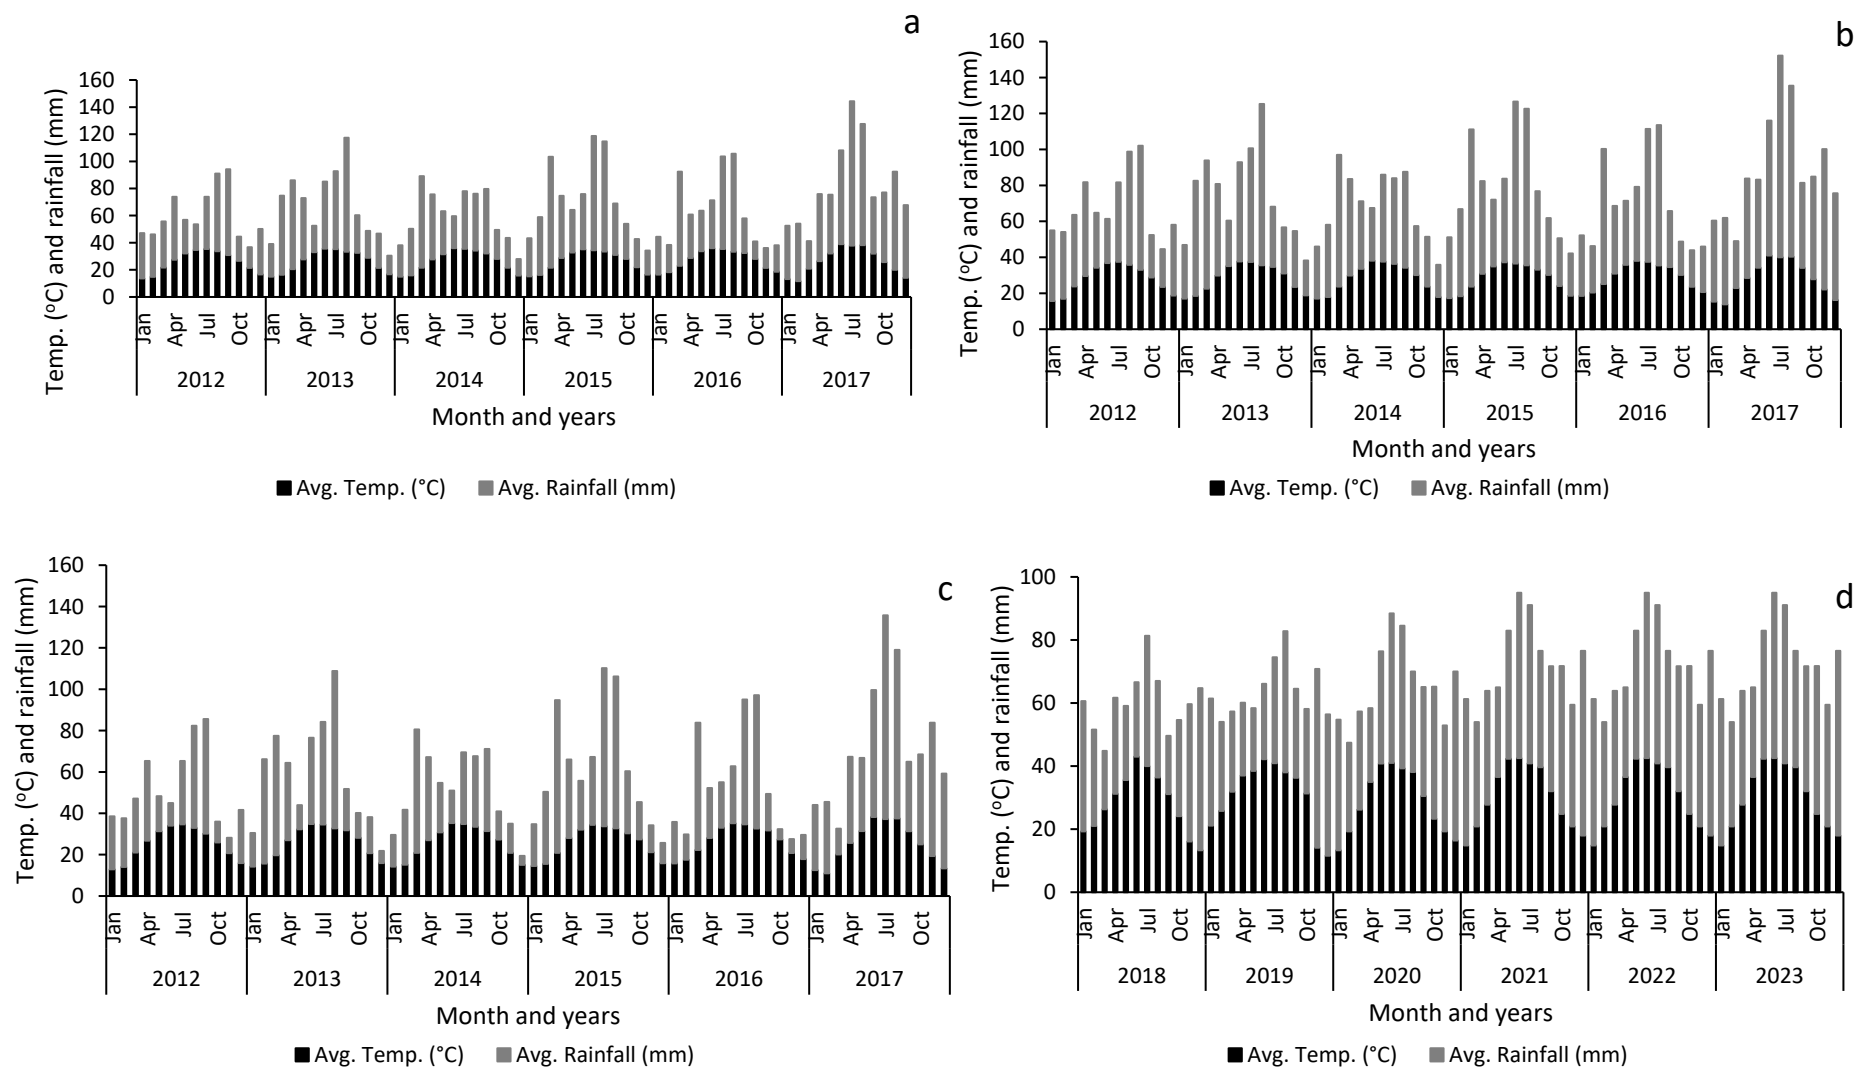 a
160
140
120
100
80
60
40
20
0
Temp. (°C) and rainfall (mm)
Jan Apr Jul Oct Jan Apr Jul Oct Jan Apr Jul Oct Jan Apr Jul Oct Jan Apr Jul Oct Jan Apr Jul Oct
2012 2013 2014 2015 2016 2017
Month and years
Avg. Temp. (°C) Avg. Rainfall (mm)
b
160
140
120
100
80
60
40
20
0
Temp. (°C) and rainfall (mm)
Jan Apr Jul Oct Jan Apr Jul Oct Jan Apr Jul Oct Jan Apr Jul Oct Jan Apr Jul Oct Jan Apr Jul Oct
2012 2013 2014 2015 2016 2017
Month and years
Avg. Temp. (°C) Avg. Rainfall (mm)
c
160
140
120
100
80
60
40
20
0
Temp. (°C) and rainfall (mm)
Jan Apr Jul Oct Jan Apr Jul Oct Jan Apr Jul Oct Jan Apr Jul Oct Jan Apr Jul Oct Jan Apr Jul Oct
2012 2013 2014 2015 2016 2017
Month and years
Avg. Temp. (°C) Avg. Rainfall (mm)
d
100
80
60
40
20
0
Temp. (°C) and rainfall (mm)
Jan Apr Jul Oct Jan Apr Jul Oct Jan Apr Jul Oct Jan Apr Jul Oct Jan Apr Jul Oct Jan Apr Jul Oct
2018 2019 2020 2021 2022 2023
Month and years
Avg. Temp. (°C) Avg. Rainfall (mm)